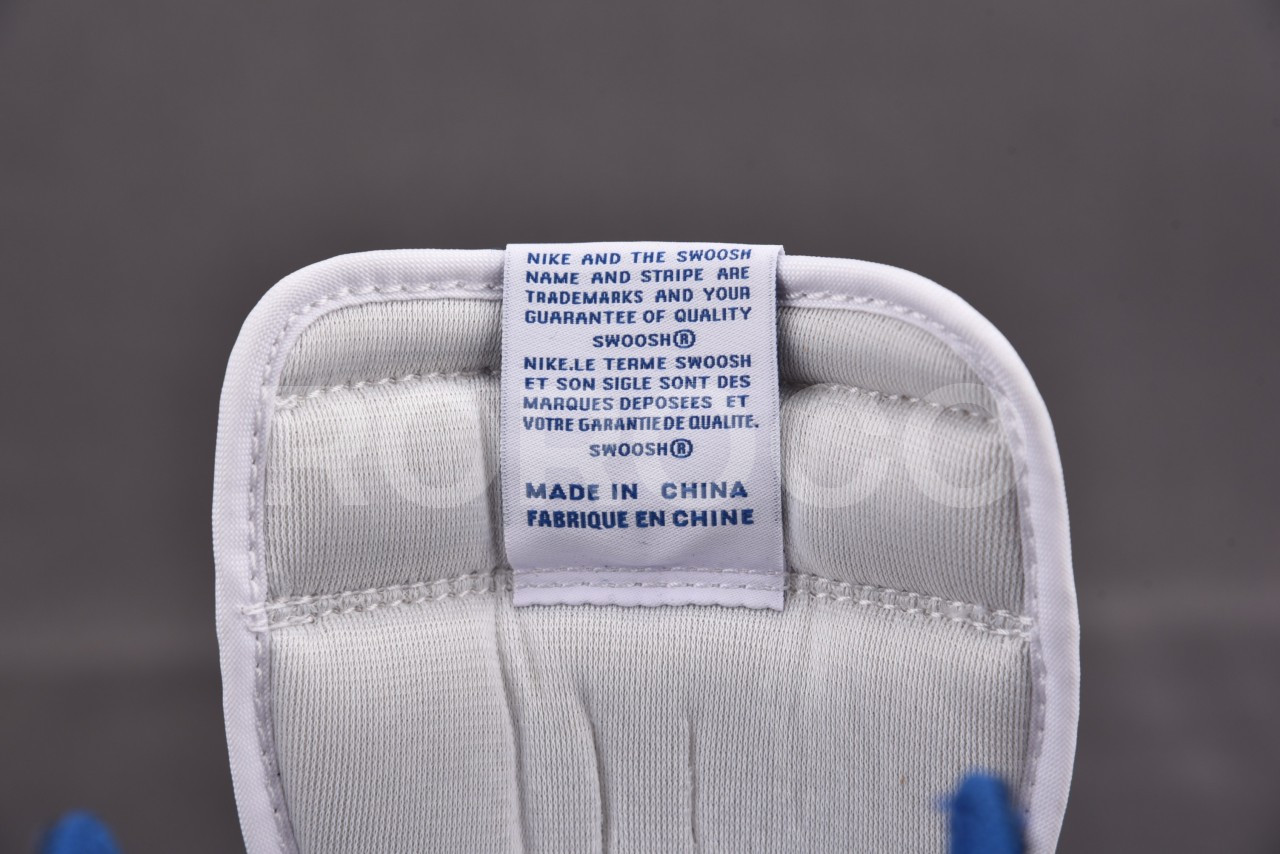 NIKE AND THE SWOOSH
NAME AND STRIPE ARE
TRADEMARKS AND YOUR
GUARANTEE OF QUALITY
SWOOSH®
NIKE.LE TERME SWOOSH
ET SON SIGLE SONT DES
MARQUES DEPOSEES ET
VOTRE GARANTIE DE QUALITE.
SWOOSH®
MADE IN CHINA
FABRIQUE EN CHINE